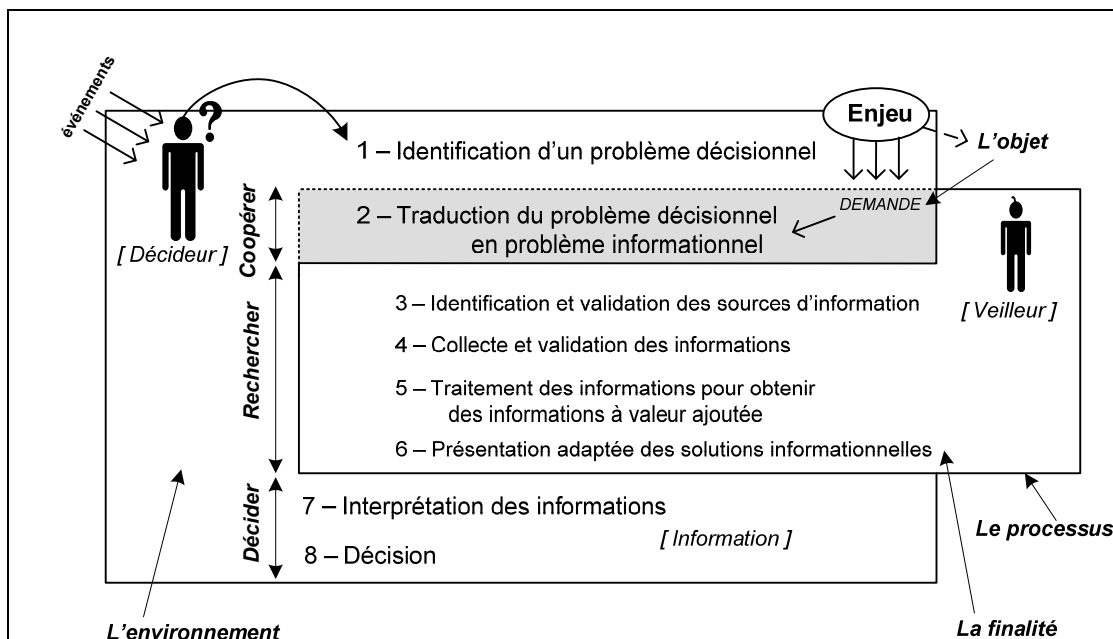 événements
?
Enjeu
1 – Identification d'un problème décisionnel
L'objet
DEMANDE
2 – Traduction du problème décisionnel
en problème informationnel
[ Décideur ]
Coopérer
3 – Identification et validation des sources d'information
[ Veilleur ]
4 – Collecte et validation des informations
Rechercher
5 – Traitement des informations pour obtenir
des informations à valeur ajoutée
6 – Présentation adaptée des solutions informationnelles
7 – Interprétation des informations
Décider
Le processus
[ Information ]
8 – Décision
L'environnement
La finalité